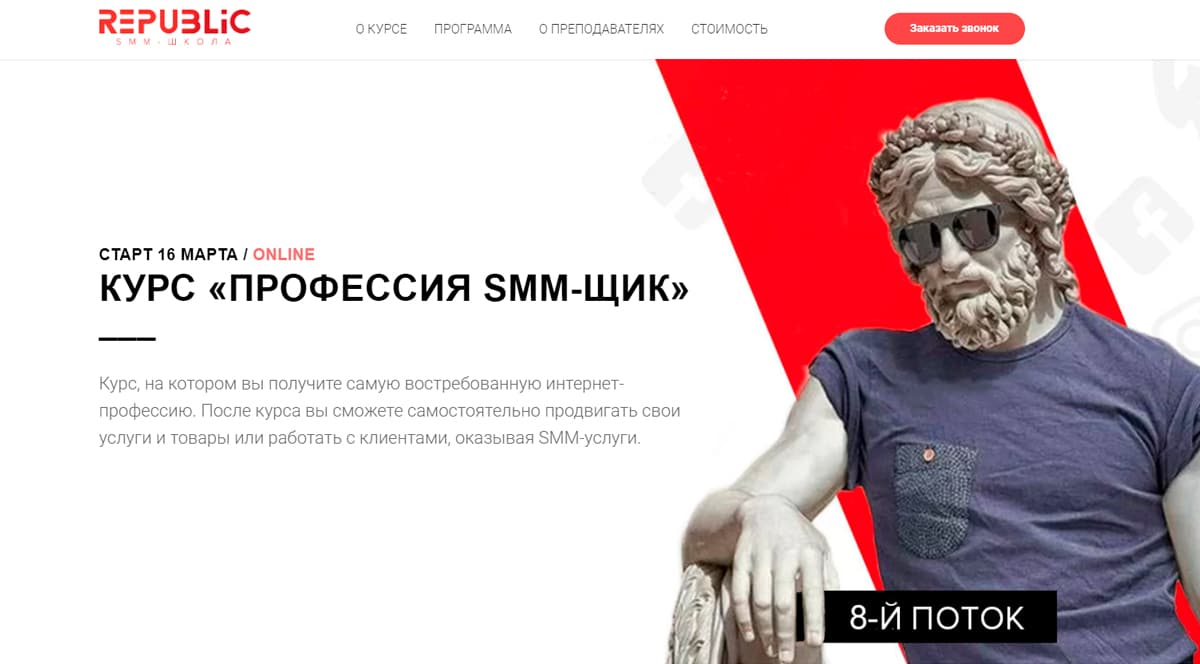 REPUBLiC
SMM-ШКОЛА
О КУРСЕ
ПРОГРАММА
О ПРЕПОДАВАТЕЛЯХ
СТОИМОСТЬ
Заказать звонок
СТАРТ 16 МАРТА / ONLINE
КУРС «ПРОФЕССИЯ SMM-ЩИК»
Курс, на котором вы получите самую востребованную интернет-
профессию. После курса вы сможете самостоятельно продвигать свои
услуги и товары или работать с клиентами, оказывая SMM-услуги.
8-Й ПОТОК